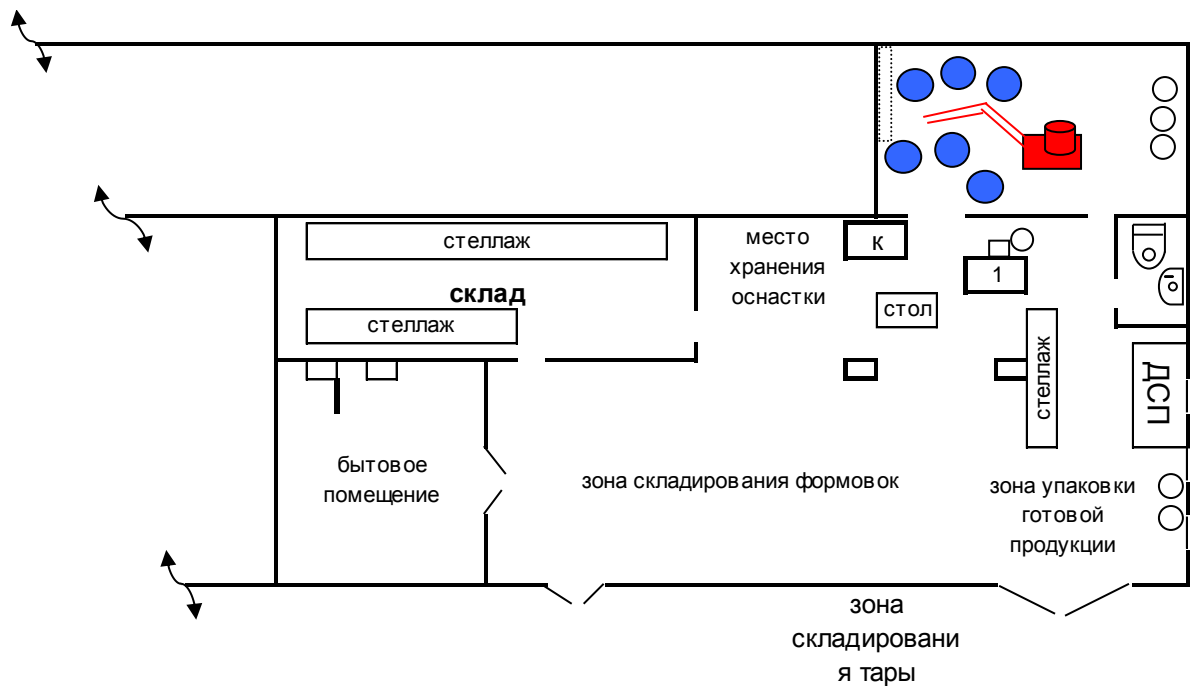 стеллаж
место
хранения
оснастки
к
1
склад
стол
стеллаж
стеллаж
ДСП
бытовое
помещение
зона складирования формовок
зона упаковки
готовой
продукции
зона
складировани
я тары